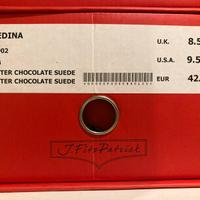 EDINA
U.K. 8.5
02
U.S.A. 9.5
TER CHOCOLATE SUEDE
TER CHOCOLATE SUEDE
EUR 42.
J.FitzPatrick